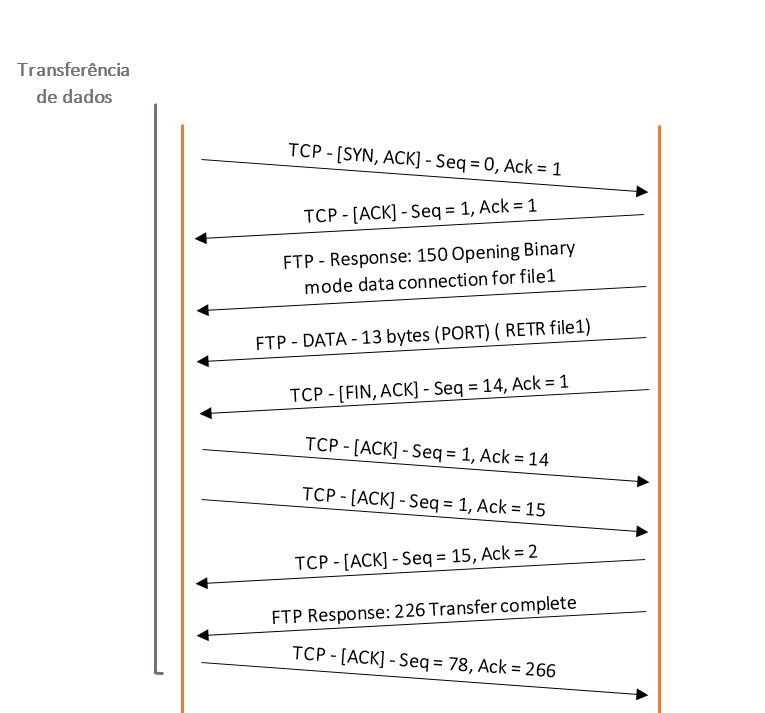 Transferência
de dados
TCP - [SYN, ACK] - Seq = 0, Ack = 1
TCP - [ACK] - Seq = 1, Ack = 1
FTP - Response: 150 Opening Binary
mode data connection for file1
FTP - DATA - 13 bytes (PORT) ( RETR file1)
TCP - [FIN, ACK] - Seq = 14, Ack = 1
TCP - [ACK] - Seq = 1, Ack = 14
TCP - [ACK] - Seq = 1, Ack = 15
TCP - [ACK] - Seq = 15, Ack = 2
FTP Response: 226 Transfer complete
TCP - [ACK] - Seq = 78, Ack = 266